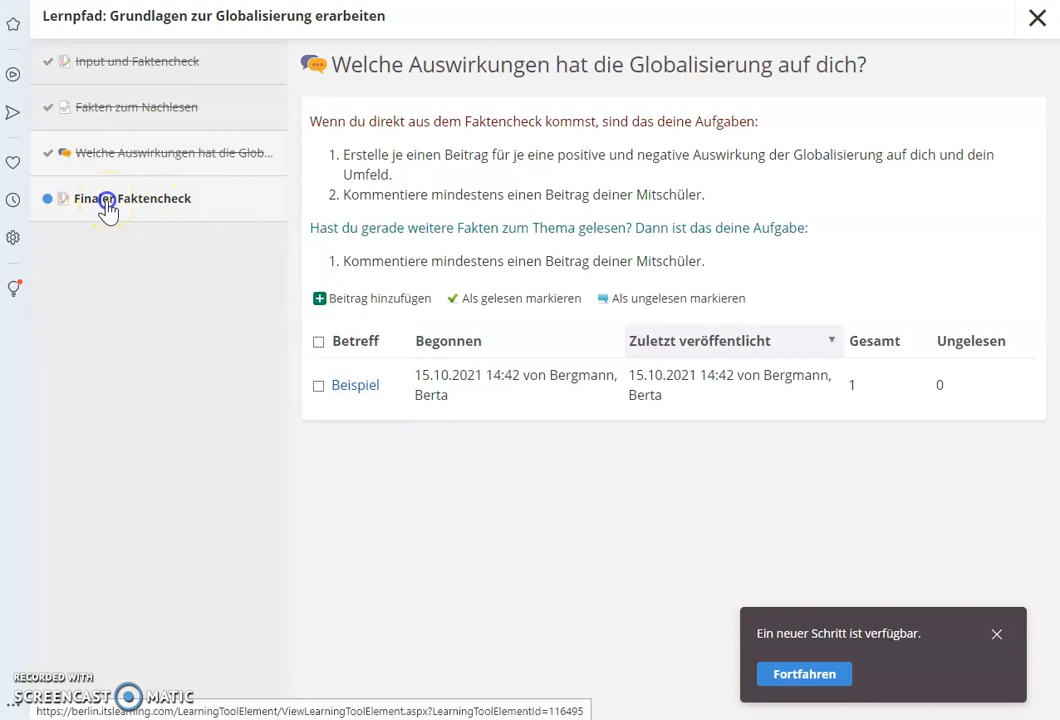 Lernpfad: Grundlagen zur Globalisierung erarbeiten
Input und Faktencheck
Fakten zum Nachlesen
Welche Auswirkungen hat die Glob...
Finaler Faktencheck
Welche Auswirkungen hat die Globalisierung auf dich?
Wenn du direkt aus dem Faktencheck kommst, sind das deine Aufgaben:
1. Erstelle je einen Beitrag für je eine positive und negative Auswirkung der Globalisierung auf dich und dein
Umfeld.
2. Kommentiere mindestens einen Beitrag deiner Mitschüler.
Hast du gerade weitere Fakten zum Thema gelesen? Dann ist das deine Aufgabe:
1. Kommentiere mindestens einen Beitrag deiner Mitschüler.
Beitrag hinzufügen Als gelesen markieren Als ungelesen markieren
Betreff Begonnen Zuletzt veröffentlicht Gesamt Ungelesen
Beispiel 15.10.2021 14:42 von Bergmann, Berta 15.10.2021 14:42 von Bergmann, Berta 1 0
Ein neuer Schritt ist verfügbar.
Fortfahren
RECORDED WITH
SCREENCAST MATIC
https://berlin.itslearning.com/LearningToolElement/ViewLearningToolElement.aspx?LearningToolElementId=116495